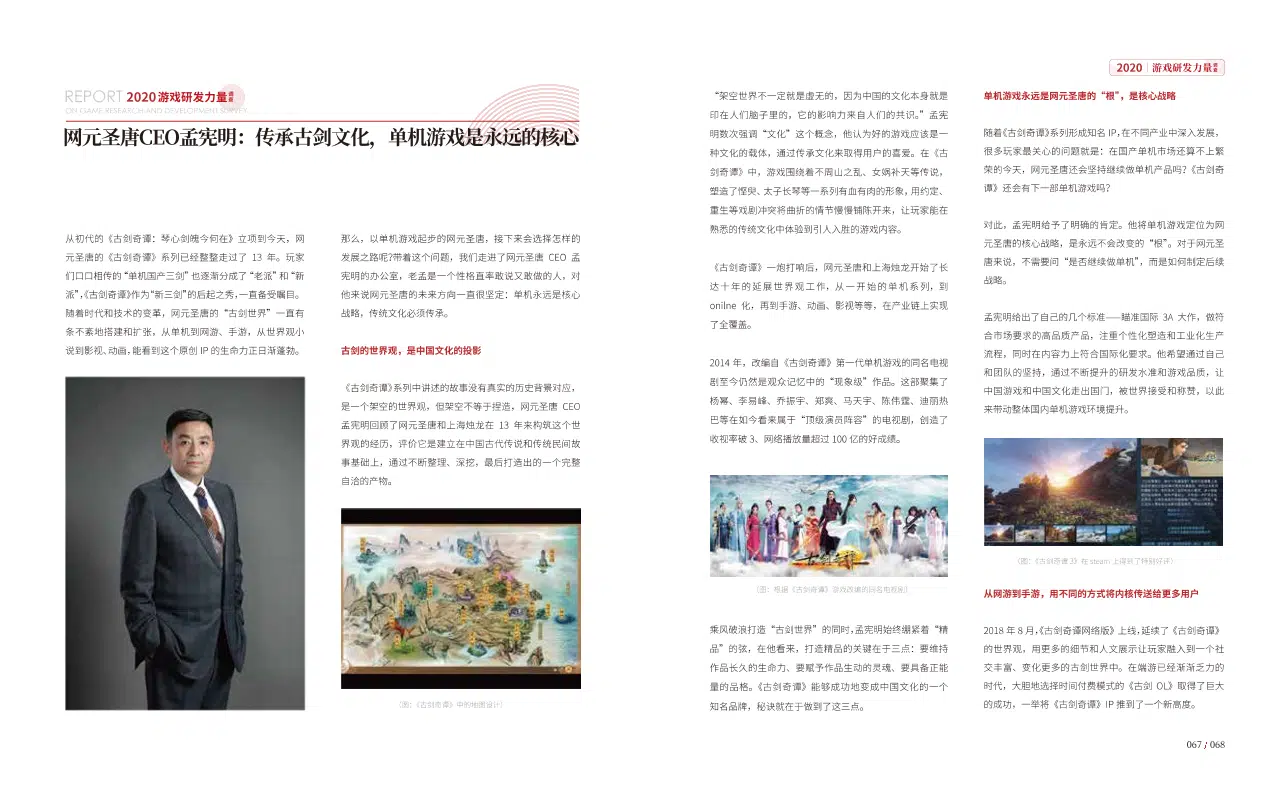 REPORT 2020游戏研发力量调查
网元圣唐CEO孟宪明：传承古剑文化，单机游戏是永远的核心
从初代的《古剑奇谭：琴心剑魄今何在》立项到今天，网
元圣唐的《古剑奇谭》系列已经整整走过了 13 年。玩家
们口口相传的“单机国产三剑”也逐渐分成了“老派”和“新
派”，《古剑奇谭》作为“新三剑”的后起之秀，一直备受瞩目。
随着时代和技术的变革，网元圣唐的“古剑世界”一直有
条不紊地搭建和扩张，从单机到网游、手游，从世界观小
说到影视、动画，能看到这个原创 IP 的生命力正日渐蓬勃。
那么，以单机游戏起步的网元圣唐，接下来会选择怎样的
发展之路呢?带着这个问题，我们走进了网元圣唐 CEO 孟
宪明的办公室，老孟是一个性格直率敢说又敢做的人，对
他来说网元圣唐的未来方向一直很坚定：单机永远是核心
战略，传统文化必须传承。
古剑的世界观，是中国文化的投影
《古剑奇谭》系列中讲述的故事没有真实的历史背景对应，
是一个架空的世界观，但架空不等于捏造，网元圣唐 CEO
孟宪明回顾了网元圣唐和上海烛龙在 13 年来构筑这个世
界观的经历，评价它是建立在中国古代传说和传统民间故
事基础上，通过不断整理、深挖，最后打造出的一个完整
自洽的产物。
（图：《古剑奇谭》中的地图设计）
“架空世界不一定就是虚无的，因为中国的文化本身就是
印在人们脑子里的，它的影响力来自人们的共识。”孟宪
明数次强调“文化”这个概念，他认为好的游戏应该是一
种文化的载体，通过传承文化来取得用户的喜爱。在《古
剑奇谭》中，游戏围绕着不周山之乱、女娲补天等传说，
塑造了悭臾、太子长琴等一系列有血有肉的形象，用约定、
重生等戏剧冲突将曲折的情节慢慢铺陈开来，让玩家能在
熟悉的传统文化中体验到引人入胜的游戏内容。
《古剑奇谭》一炮打响后，网元圣唐和上海烛龙开始了长
达十年的延展世界观工作，从一开始的单机系列，到
onilne 化，再到手游、动画、影视等等，在产业链上实现
了全覆盖。
2014 年，改编自《古剑奇谭》第一代单机游戏的同名电视
剧至今仍然是观众记忆中的“现象级”作品。这部聚集了
杨幂、李易峰、乔振宇、郑爽、马天宇、陈伟霆、迪丽热
巴等在如今看来属于“顶级演员阵容”的电视剧，创造了
收视率破 3、网络播放量超过 100 亿的好成绩。
古剑奇谭
（图：根据《古剑奇谭》游戏改编的同名电视剧）
乘风破浪打造“古剑世界”的同时，孟宪明始终绷紧着“精
品”的弦，在他看来，打造精品的关键在于三点：要维持
作品长久的生命力、要赋予作品生动的灵魂、要具备正能
量的品格。《古剑奇谭》能够成功地变成中国文化的一个
知名品牌，秘诀就在于做到了这三点。
2020 游戏研发力量调查
单机游戏永远是网元圣唐的“根”，是核心战略
随着《古剑奇谭》系列形成知名 IP，在不同产业中深入发展，
很多玩家最关心的问题就是：在国产单机市场还算不上繁
荣的今天，网元圣唐还会坚持继续做单机产品吗？《古剑奇
谭》还会有下一部单机游戏吗？
对此，孟宪明给予了明确的肯定。他将单机游戏定位为网
元圣唐的核心战略，是永远不会改变的“根”。对于网元圣
唐来说，不需要问“是否继续做单机”，而是如何制定后续
战略。
孟宪明给出了自己的几个标准——瞄准国际 3A 大作，做符
合市场要求的高品质产品，注重个性化塑造和工业化生产
流程，同时在内容力上符合国际化要求。他希望通过自己
和团队的坚持，通过不断提升的研发水准和游戏品质，让
中国游戏和中国文化走出国门，被世界接受和称赞，以此
来带动整体国内单机游戏环境提升。
（图：《古剑奇谭 3》在 steam 上得到了特别好评）
从网游到手游，用不同的方式将内核传送给更多用户
2018 年 8 月，《古剑奇谭网络版》上线，延续了《古剑奇谭》
的世界观，用更多的细节和人文展示让玩家融入到一个社
交丰富、变化更多的古剑世界中。在端游已经渐渐乏力的
时代，大胆地选择时间付费模式的《古剑 OL》取得了巨大
的成功，一举将《古剑奇谭》IP 推到了一个新高度。
067 / 068